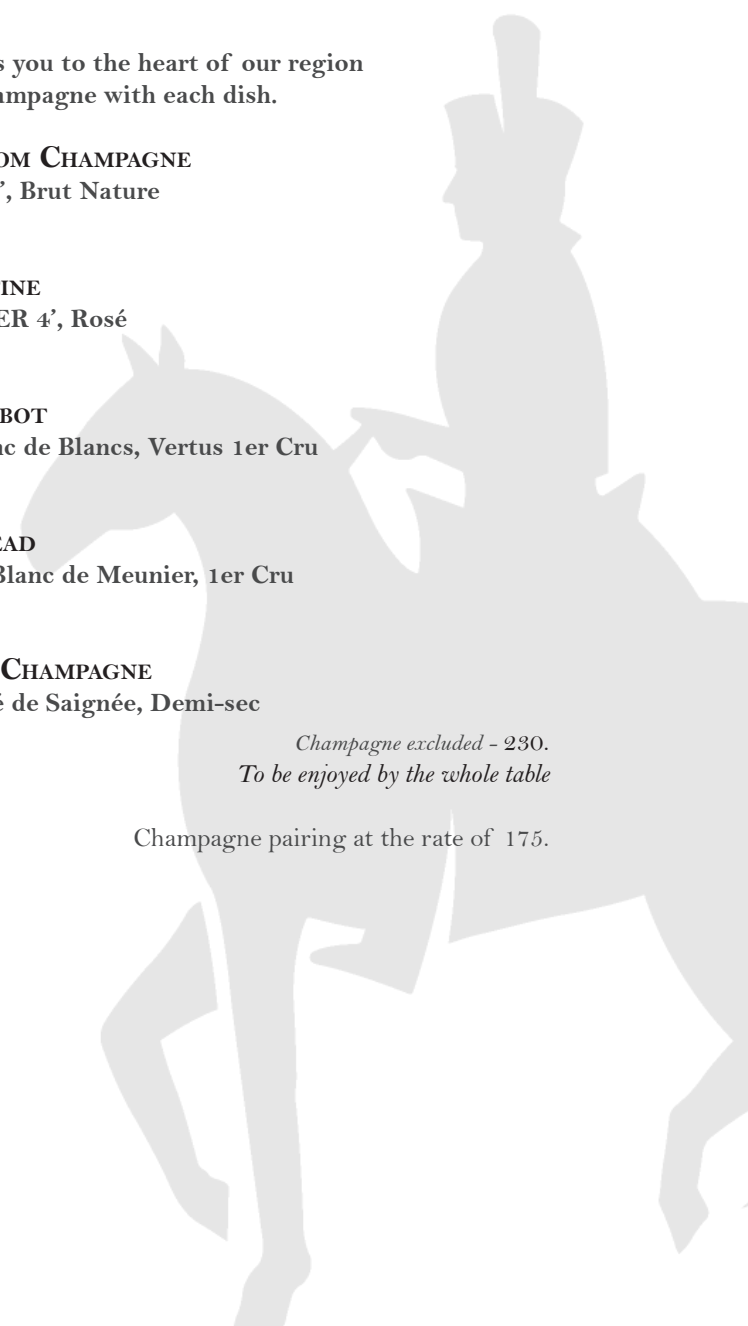 s you to the heart of our region
ampagne with each dish.
om Champagne
’, Brut Nature
ine
ER 4’, Rosé
bot
nc de Blancs, Vertus 1er Cru
ead
Blanc de Meunier, 1er Cru
Champagne
é de Saignée, Demi-sec
Champagne excluded - 230.
To be enjoyed by the whole table
Champagne pairing at the rate of 175.